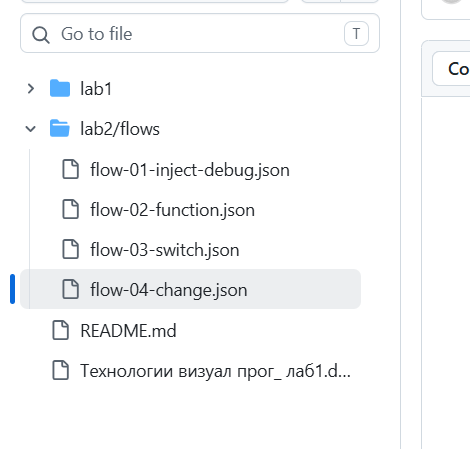 Go to file
T
Co
lab1
lab2/flows
flow-01-inject-debug.json
flow-02-function.json
flow-03-switch.json
flow-04-change.json
README.md
Технологии визуал прог_ лаб1.d...